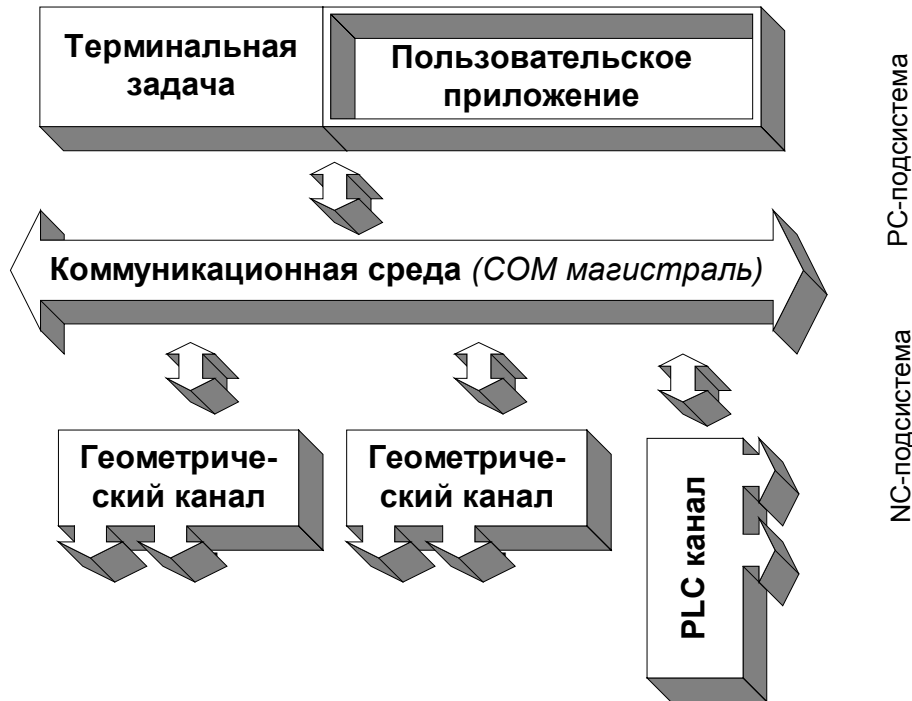 Терминальная
задача
Пользовательское
приложение
PC-подсистема
Коммуникационная среда (COM магистраль)
NC-подсистема
Геометриче-
ский канал
Геометриче-
ский канал
PLC канал